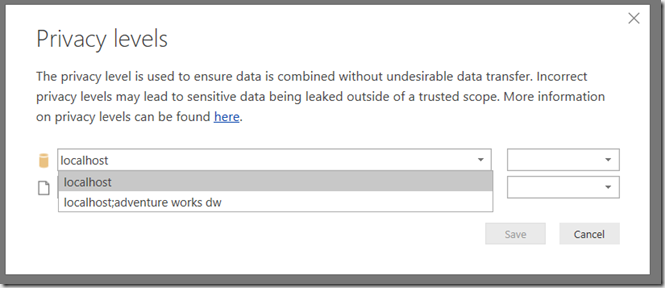 Privacy levels
The privacy level is used to ensure data is combined without undesirable data transfer. Incorrect
privacy levels may lead to sensitive data being leaked outside of a trusted scope. More information
on privacy levels can be found here.
localhost
localhost
localhost;adventure works dw
Save Cancel